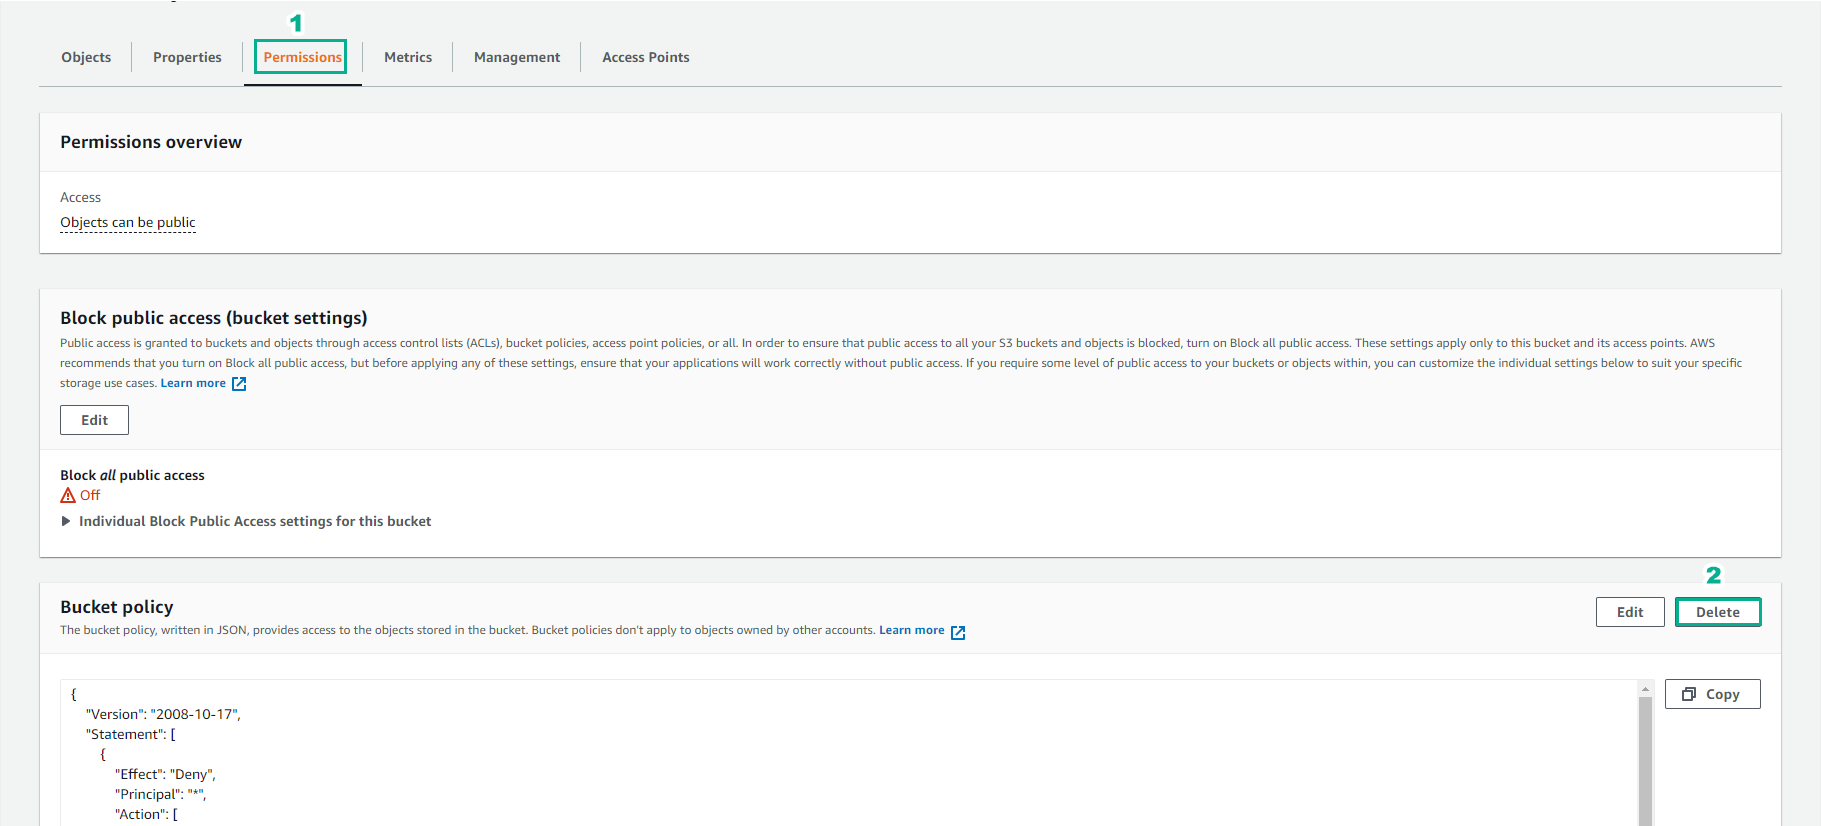 1
Objects Properties Permissions Metrics Management Access Points
Permissions overview
Access
Objects can be public
Block public access (bucket settings)
Public access is granted to buckets and objects through access control lists (ACLs), bucket policies, access point policies, or all. In order to ensure that public access to all your S3 buckets and objects is blocked, turn on Block all public access. These settings apply only to this bucket and its access points. AWS
recommends that you turn on Block all public access, but before applying any of these settings, ensure that your applications will work correctly without public access. If you require some level of public access to your buckets or objects within, you can customize the individual settings below to suit your specific
storage use cases. Learn more
Edit
Block all public access
Off
Individual Block Public Access settings for this bucket
2
Bucket policy
Edit Delete
The bucket policy, written in JSON, provides access to the objects stored in the bucket. Bucket policies don't apply to objects owned by other accounts. Learn more
Copy
{
"Version": "2008-10-17",
"Statement": [
{
"Effect": "Deny",
"Principal": "*",
"Action": [